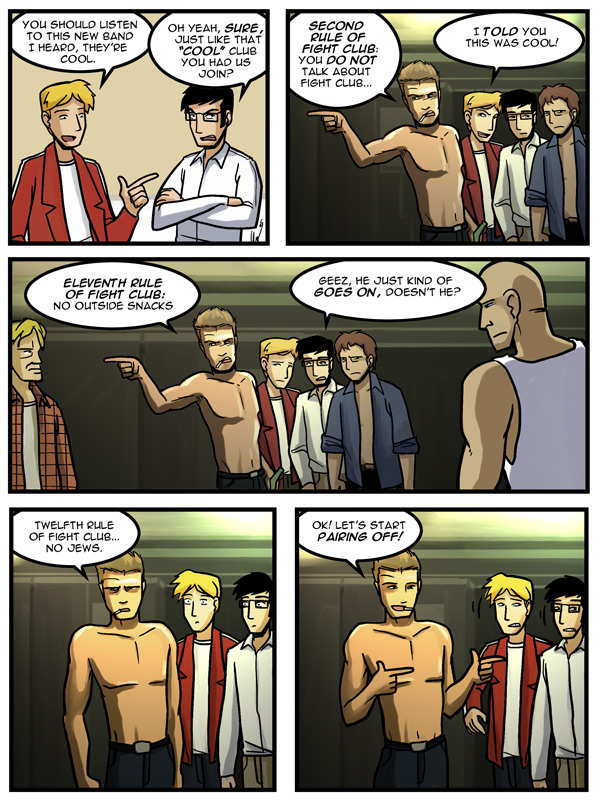 YOU SHOULD LISTEN
TO THIS NEW BAND
I HEARD, THEY'RE
COOL.
OH YEAH, SURE,
JUST LIKE THAT
"COOL" CLUB
YOU HAD US
JOIN?
SECOND
RULE OF
FIGHT CLUB:
YOU DO NOT
TALK ABOUT
FIGHT CLUB...
I TOLD YOU
THIS WAS COOL!
ELEVENTH RULE
OF FIGHT CLUB:
NO OUTSIDE SNACKS
GEEZ, HE JUST KIND OF
GOES ON, DOESN'T HE?
TWELFTH RULE
OF FIGHT CLUB...
NO JEWS.
OK! LET'S START
PAIRING OFF!